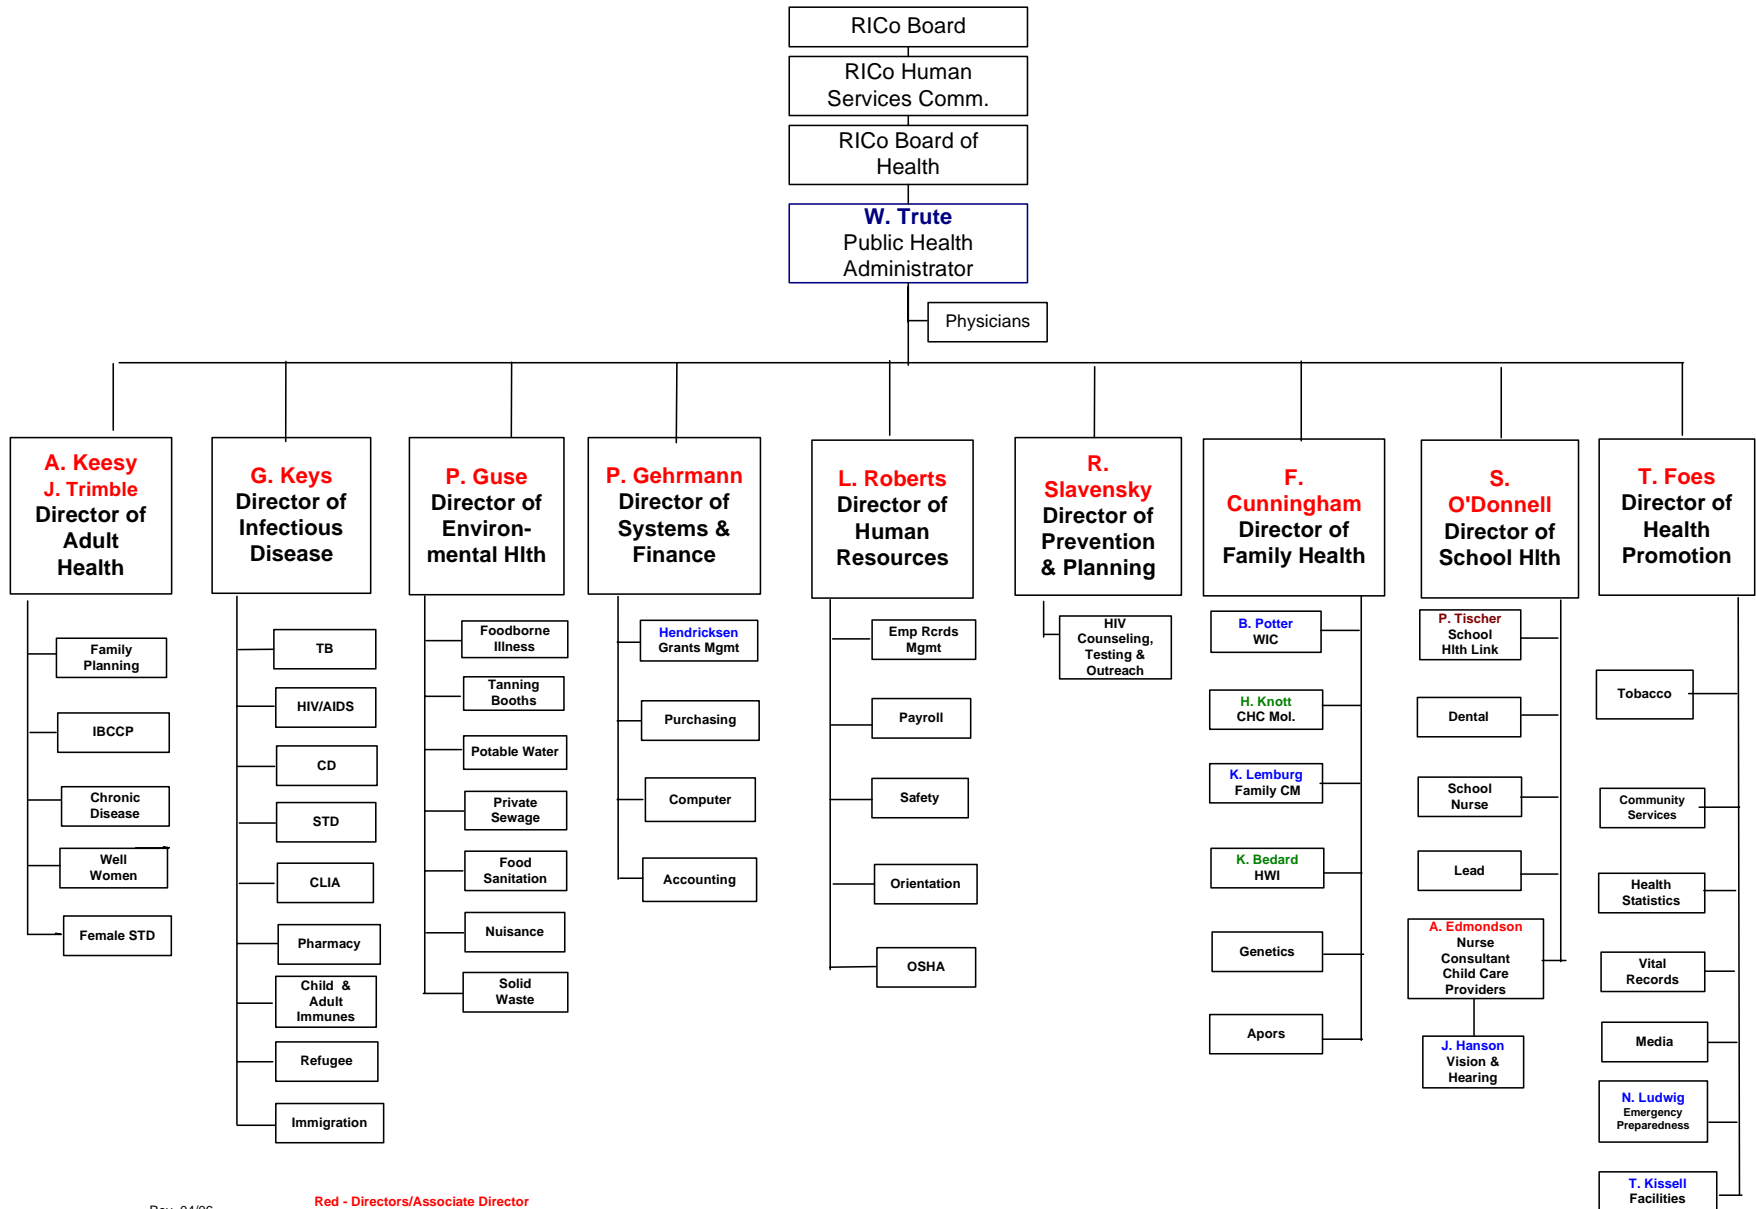 RICo Board
RICo Human
Services Comm.
RICo Board of
Health
W. Trute
Public Health
Administrator
Physicians
A. Keesy
J. Trimble
Director of
Adult
Health
Family
Planning
IBCCP
Chronic
Disease
Well
Women
Female STD
G. Keys
Director of
Infectious
Disease
TB
HIV/AIDS
CD
STD
CLIA
Pharmacy
Child & 
Adult
Immunes
Refugee
Immigration
P. Guse
Director of
Environ-
mental Hlth
Foodborne
Illness
Tanning
Booths
Potable Water
Private
Sewage
Food
Sanitation
Nuisance
Solid
Waste
P. Gehrmann
Director of
Systems &
Finance
Hendricksen
Grants Mgmt
Purchasing
Computer
Accounting
L. Roberts
Director of
Human
Resources
Emp Rcrds
Mgmt
Payroll
Safety
Orientation
OSHA
R.
Slavensky
Director of
Prevention
& Planning
HIV
Counseling,
Testing &
Outreach
F.
Cunningham
Director of
Family Health
B. Potter
WIC
H. Knott
CHC Mol.
K. Lemburg
Family CM
K. Bedard
HWI
Genetics
Apors
S.
O'Donnell
Director of
School Hlth
P. Tischer
School
Hlth Link
Dental
School
Nurse
Lead
A. Edmondson
Nurse
Consultant
Child Care
Providers
J. Hanson
Vision &
Hearing
T. Foes
Director of
Health
Promotion
Tobacco
Community
Services
Health
Statistics
Vital
Records
Media
N. Ludwig
Emergency
Preparedness
T. Kissell
Facilities
Red - Directors/Associate Director